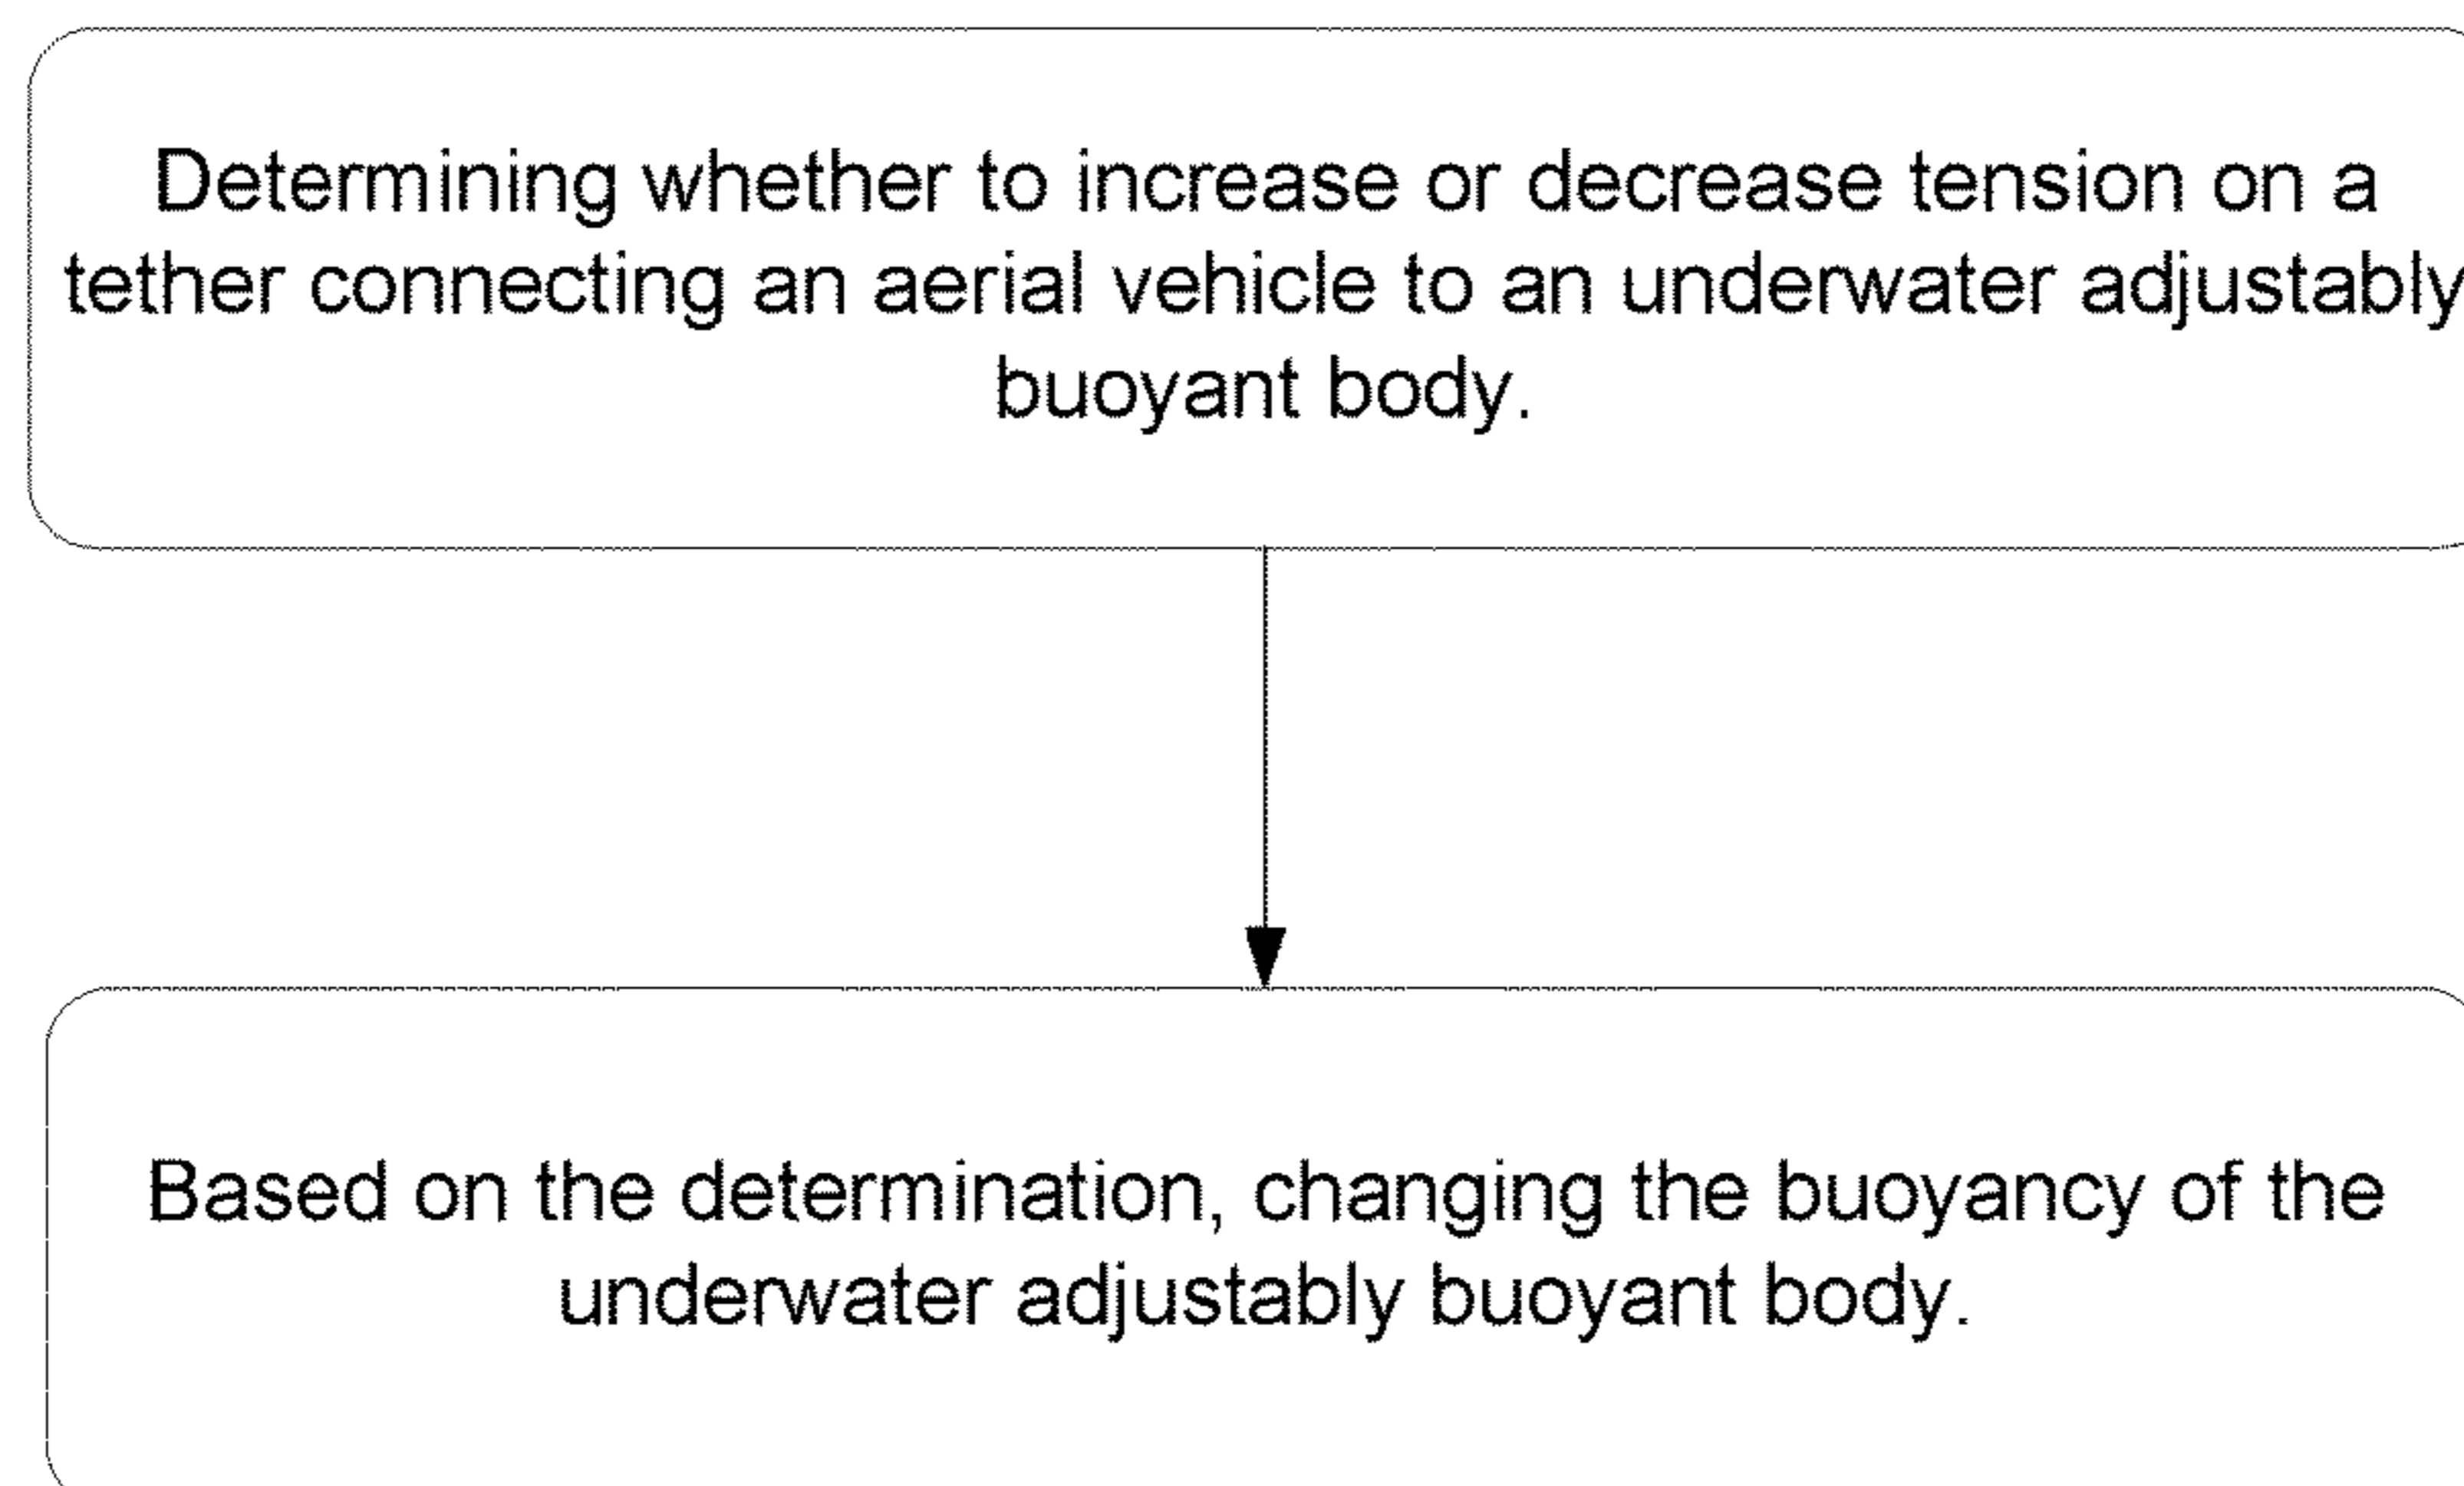 Determining whether to increase or decrease tension on a
tether connecting an aerial vehicle to an underwater adjustably
buoyant body.
Based on the determination, changing the buoyancy of the
underwater adjustably buoyant body.